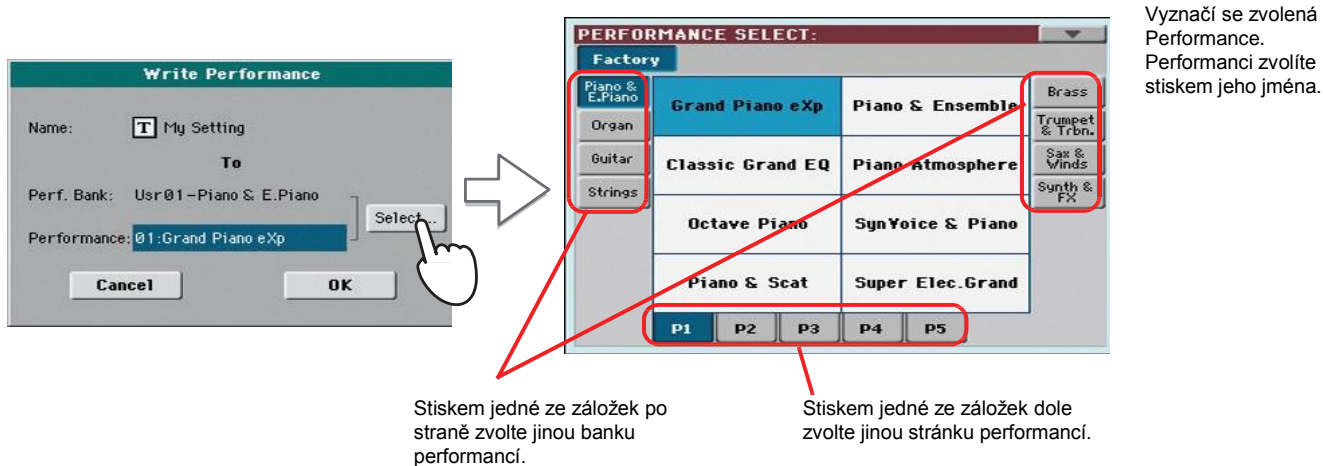 Write Performance
Name: T My Setting
To
Perf. Bank: Usr01-Piano & E.Piano
Select...
Performance: 01:Grand Piano eXp
Cancel OK
PERFORMANCE SELECT:
Factory
Piano &
E.Piano
Organ
Guitar
Strings
Grand Piano eXp Piano & Ensemble
Classic Grand EQ Piano Atmosphere
Octave Piano SynVoice & Piano
Piano & Scat Super Elec.Grand
Brass
Trumpet
& Trbn.
Sax &
Winds
Synth &
FX
P1 P2 P3 P4 P5
Vyznačí se zvolená
Performance.
Performanci zvolíte
stiskem jeho jména.
Stiskem jedné ze záložek po
straně zvolte jinou banku
performancí.
Stiskem jedné ze záložek dole
zvolte jinou stránku performancí.